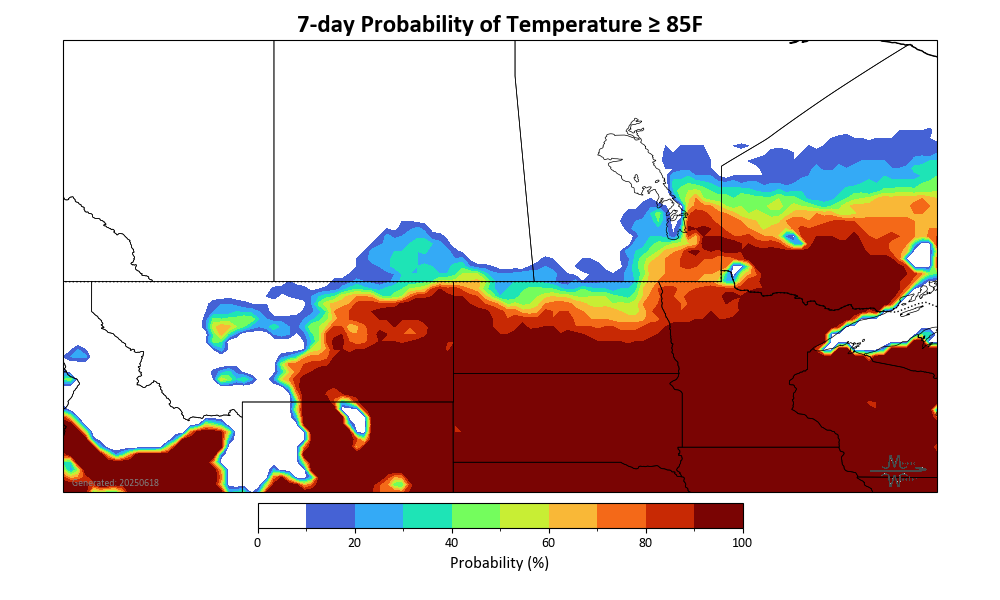 7-day Probability of Temperature ≥ 85F
Generated: 20250618
0 20 40 60 80 100
Probability (%)